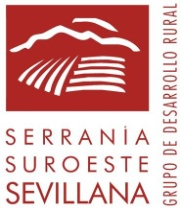 SERRANÍA
SUROESTE
SEVILLANA
GRUPO DE DESARROLLO RURAL